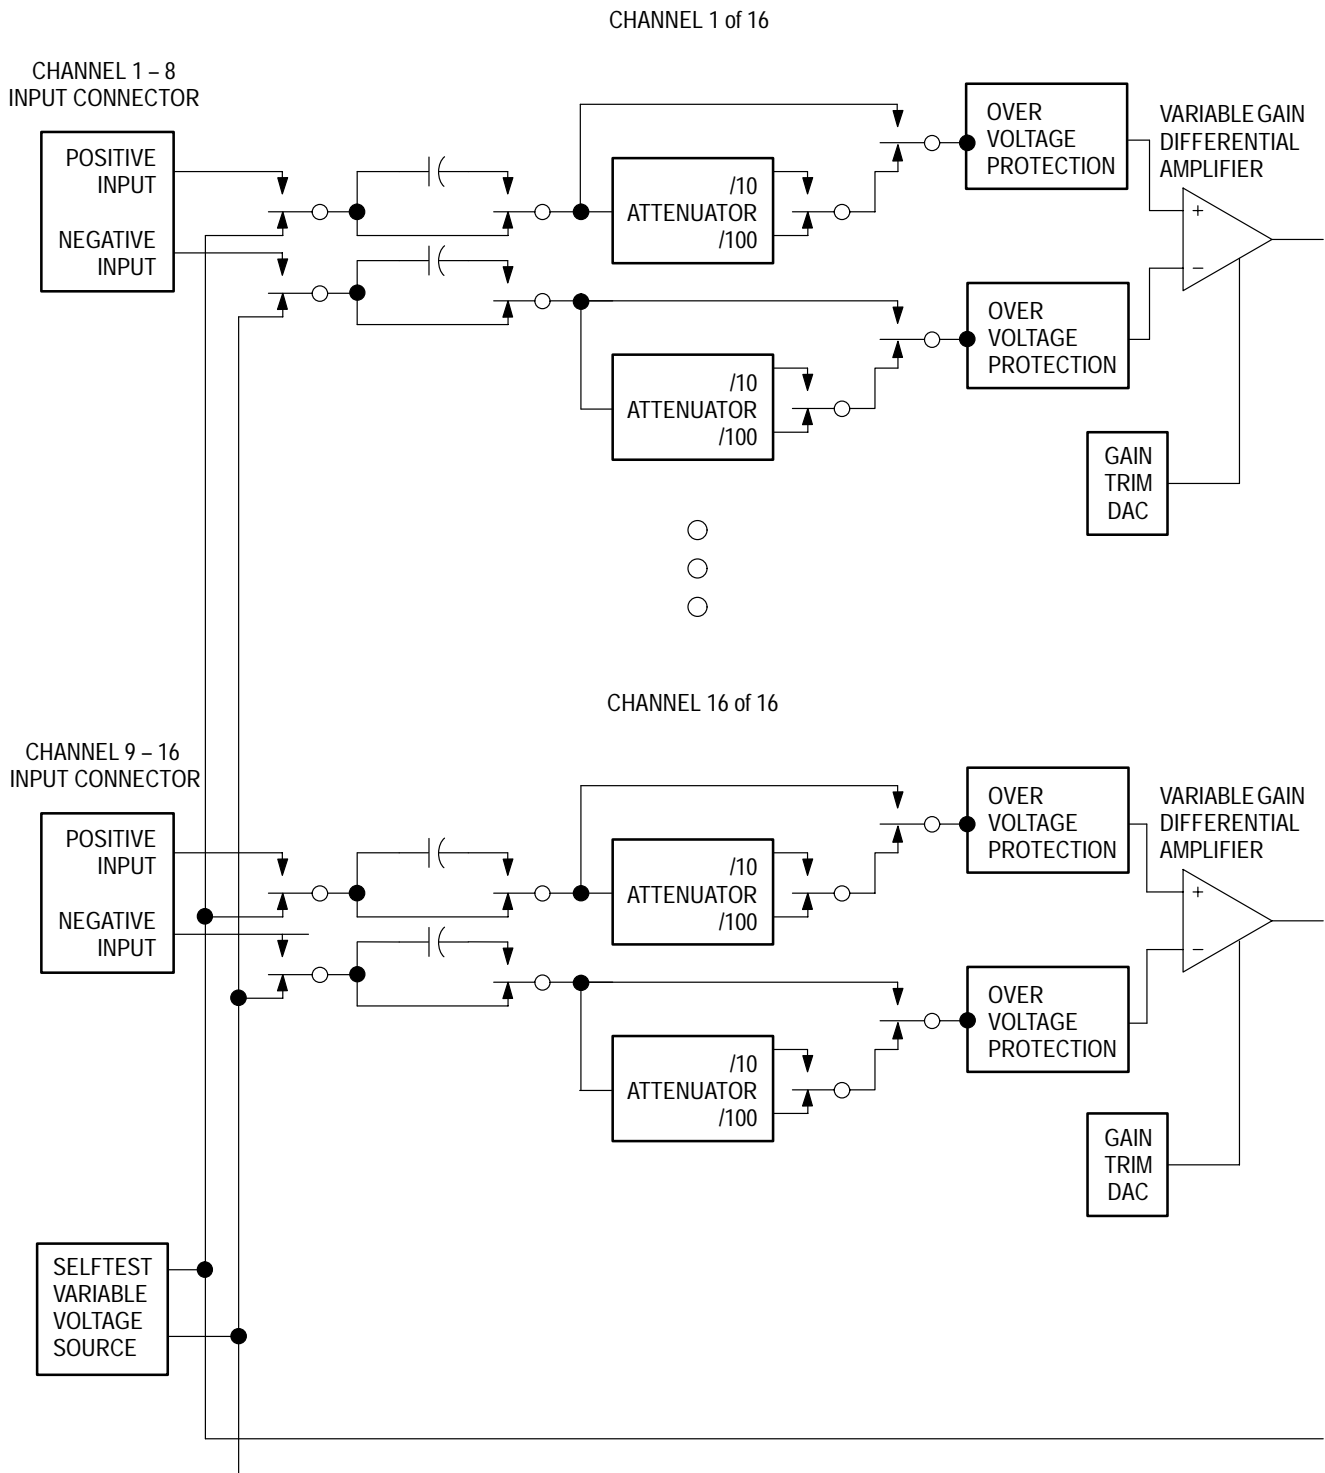 CHANNEL 1 of 16
CHANNEL 1 – 8
INPUT CONNECTOR
POSITIVE
INPUT
NEGATIVE
INPUT
/10
ATTENUATOR
/100
OVER
VOLTAGE
PROTECTION
VARIABLE GAIN
DIFFERENTIAL
AMPLIFIER
+
–
/10
ATTENUATOR
/100
OVER
VOLTAGE
PROTECTION
GAIN
TRIM
DAC
CHANNEL 16 of 16
CHANNEL 9 – 16
INPUT CONNECTOR
POSITIVE
INPUT
NEGATIVE
INPUT
/10
ATTENUATOR
/100
OVER
VOLTAGE
PROTECTION
VARIABLE GAIN
DIFFERENTIAL
AMPLIFIER
+
–
/10
ATTENUATOR
/100
OVER
VOLTAGE
PROTECTION
GAIN
TRIM
DAC
SELFTEST
VARIABLE
VOLTAGE
SOURCE